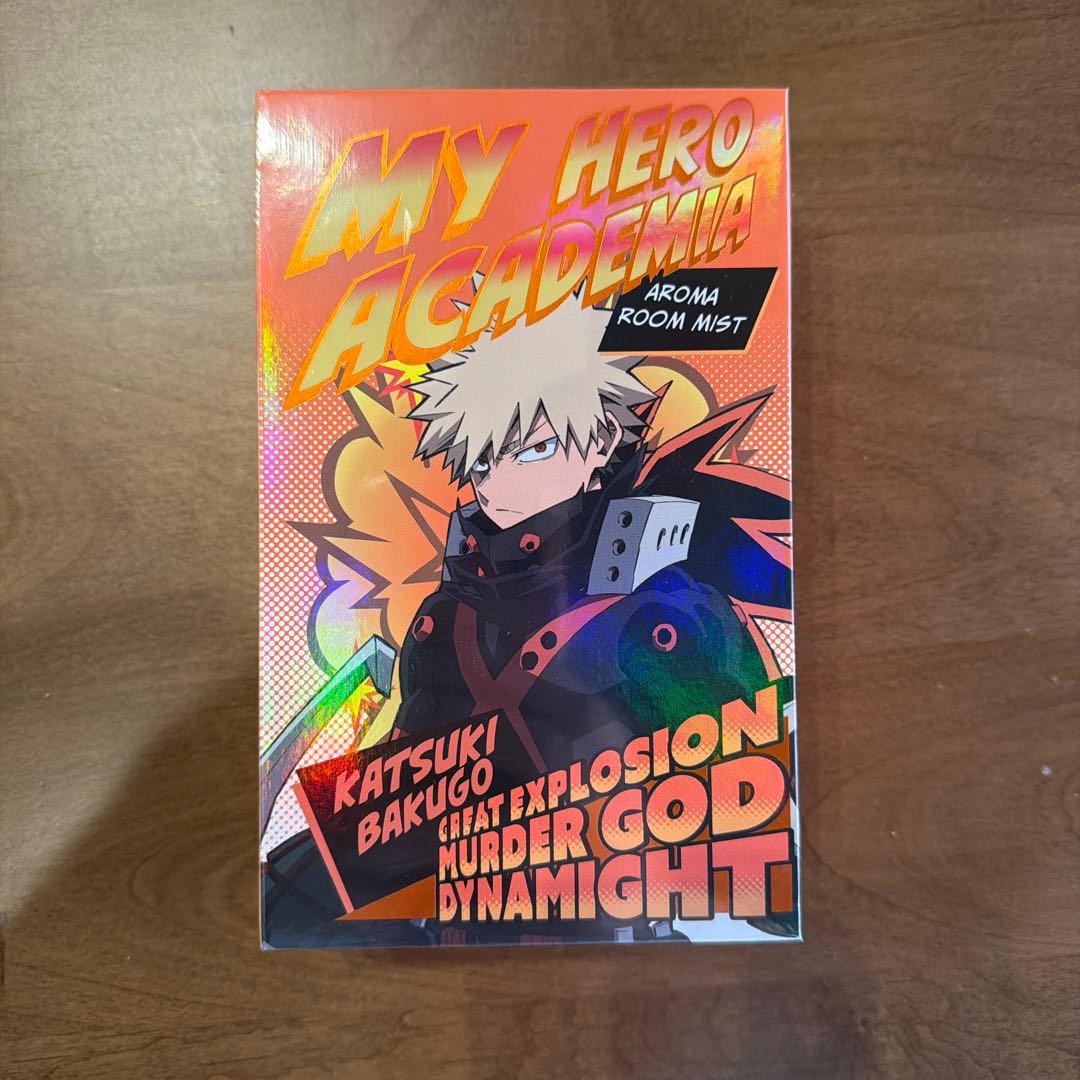 MY HERO
ACADEMIA
AROMA
ROOM MIST
KATSUKI
BAKUGO
GREAT EXPLOSION
MURDER GOD
DYNAMIGHT